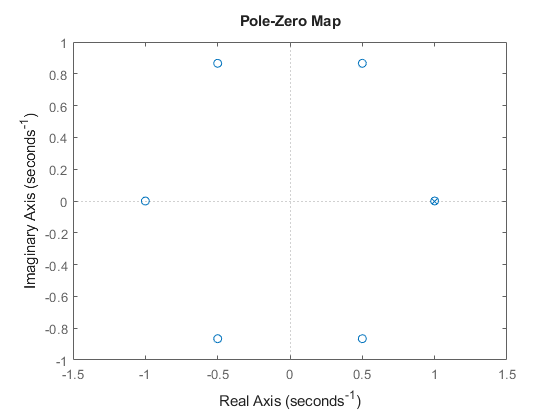 Pole-Zero Map
1
0.8
0.6
0.4
0.2
0
-0.2
-0.4
-0.6
-0.8
-1
Imaginary Axis (seconds⁻¹)
-1.5 -1 -0.5 0 0.5 1 1.5
Real Axis (seconds⁻¹)